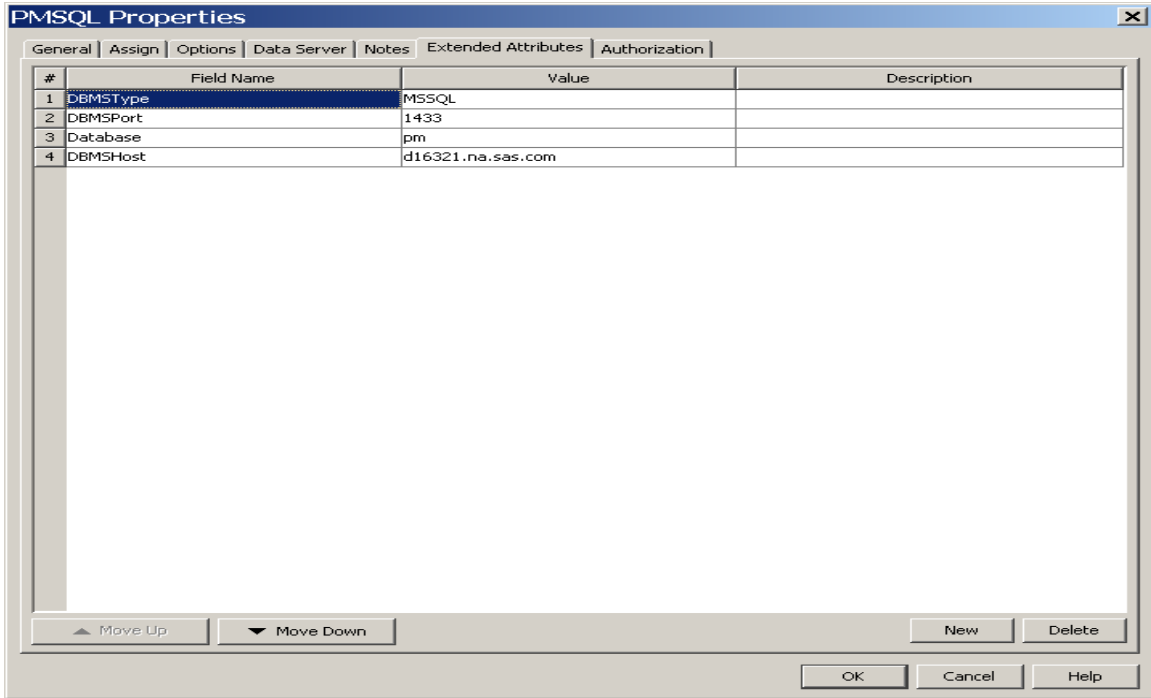 PMSQL Properties
General Assign Options Data Server Notes Extended Attributes Authorization
# Field Name Value Description
1 DBMSType MSSQL
2 DBMSPort 1433
3 Database pm
4 DBMSHost d16321.na.sas.com
Move Up Move Down New Delete
OK Cancel Help